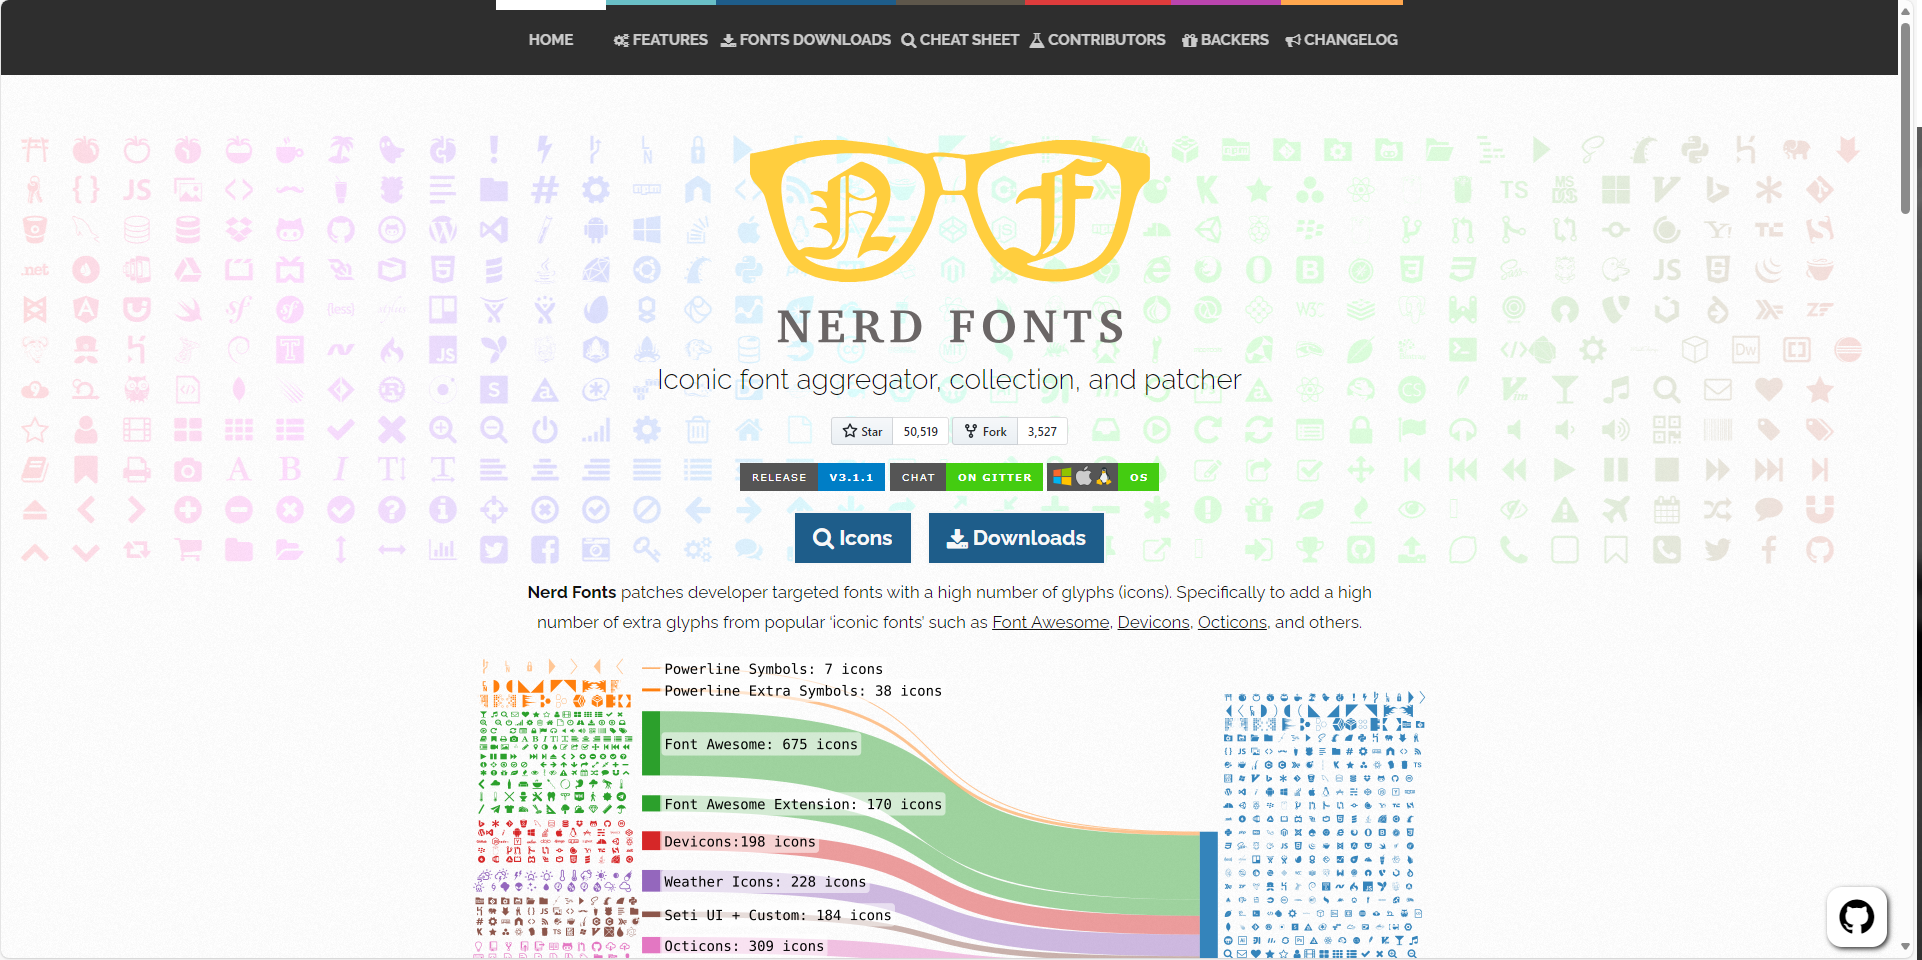 HOME FEATURES FONTS DOWNLOADS CHEAT SHEET CONTRIBUTORS BACKERS CHANGELOG
NF
NERD FONTS
Iconic font aggregator, collection, and patcher
Star 50,519 Fork 3,527
RELEASE V3.1.1 CHAT ON GITTER OS
Icons Downloads
Nerd Fonts patches developer targeted fonts with a high number of glyphs (icons). Specifically to add a high
number of extra glyphs from popular ‘iconic fonts’ such as Font Awesome, Devicons, Octicons, and others.
Powerline Symbols: 7 icons
Powerline Extra Symbols: 38 icons
Font Awesome: 675 icons
Font Awesome Extension: 170 icons
Devicons:198 icons
Weather Icons: 228 icons
Seti UI + Custom: 184 icons
Octicons: 309 icons